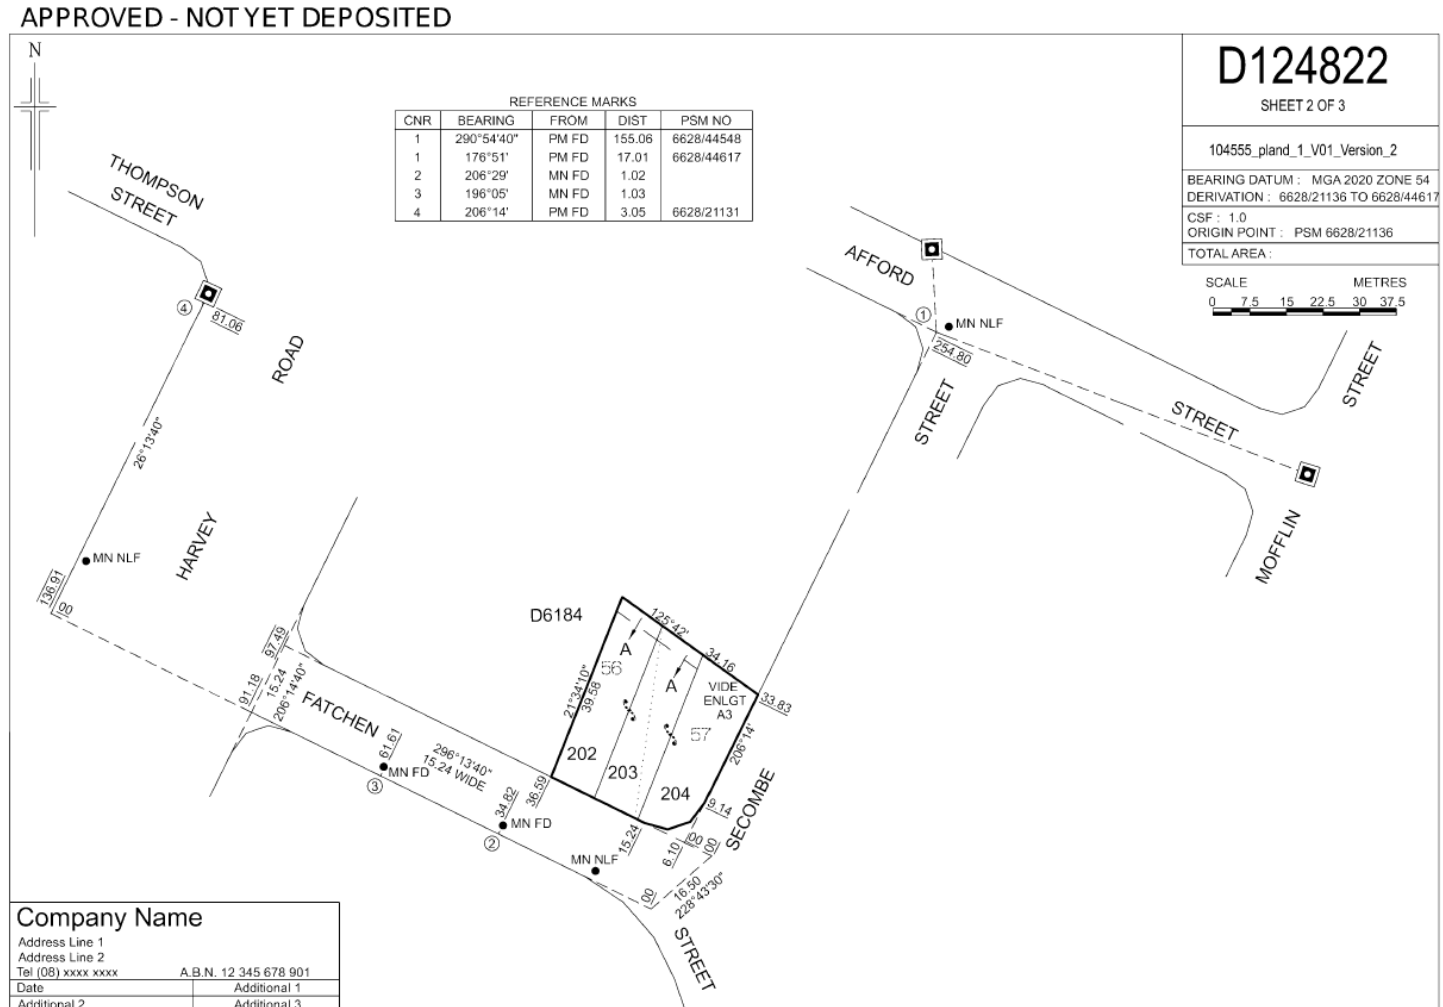 APPROVED - NOT YET DEPOSITED
N
D124822
SHEET 2 OF 3
104555_pland_1_V01_Version_2
BEARING DATUM : MGA 2020 ZONE 54
DERIVATION : 6628/21136 TO 6628/44617
CSF : 1.0
ORIGIN POINT : PSM 6628/21136
TOTAL AREA :
SCALE METRES
0 7.5 15 22.5 30 37.5
REFERENCE MARKS
CNR BEARING FROM DIST PSM NO
1 290°54'40" PM FD 155.06 6628/44548
1 176°51' PM FD 17.01 6628/44617
2 206°29' MN FD 1.02
3 196°05' MN FD 1.03
4 206°14' PM FD 3.05 6628/21131
THOMPSON
STREET
4
81.06
ROAD
26°13'40"
HARVEY
MN NLF
136.91
00
AFFORD
1
MN NLF
254.80
STREET
STREET
STREET
MOFFLIN
D6184
125°42'
34.16
A
56
A
VIDE
ENLGT
A3
57
33.83
21°34'10"
39.58
206°14'
202
203
204
97.49
91.18
15.24
206°14'40"
FATCHEN
61.61
MN FD
3
296°13'40"
15.24 WIDE
36.59
34.82
MN FD
2
MN NLF
15.24
6.10
00
00
9.14
SECOMBE
00
16.50
228°43'30"
STREET
Company Name
Address Line 1
Address Line 2
Tel (08) xxxx xxxx A.B.N. 12 345 678 901
Date Additional 1
Additional 2 Additional 3